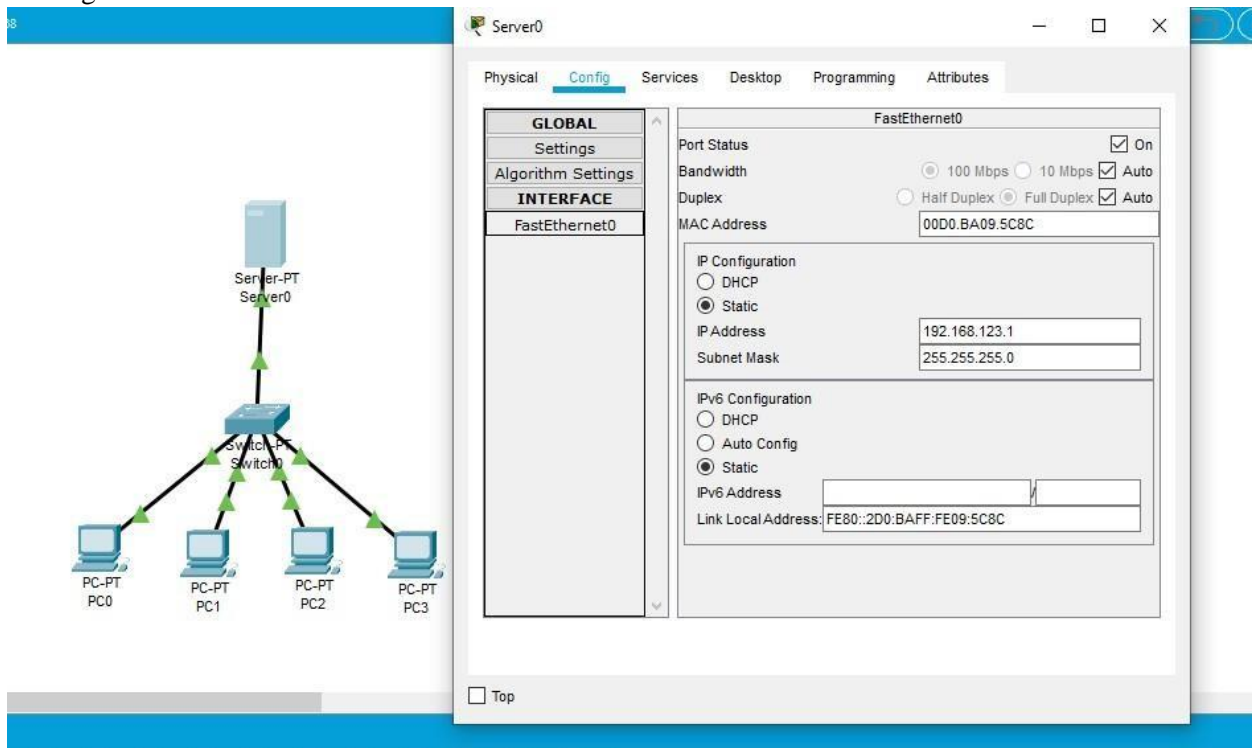 Server0
Physical Config Services Desktop Programming Attributes
GLOBAL
Settings
Algorithm Settings
INTERFACE
FastEthernet0
FastEthernet0
Port Status On
Bandwidth 100 Mbps 10 Mbps Auto
Duplex Half Duplex Full Duplex Auto
MAC Address 00D0.BA09.5C8C
IP Configuration
DHCP
Static
IP Address 192.168.123.1
Subnet Mask 255.255.255.0
IPv6 Configuration
DHCP
Auto Config
Static
IPv6 Address /
Link Local Address: FE80::2D0:BAFF:FE09:5C8C
Top
Server-PT
Server0
Switch-PT
Switch0
PC-PT
PC0
PC-PT
PC1
PC-PT
PC2
PC-PT
PC3